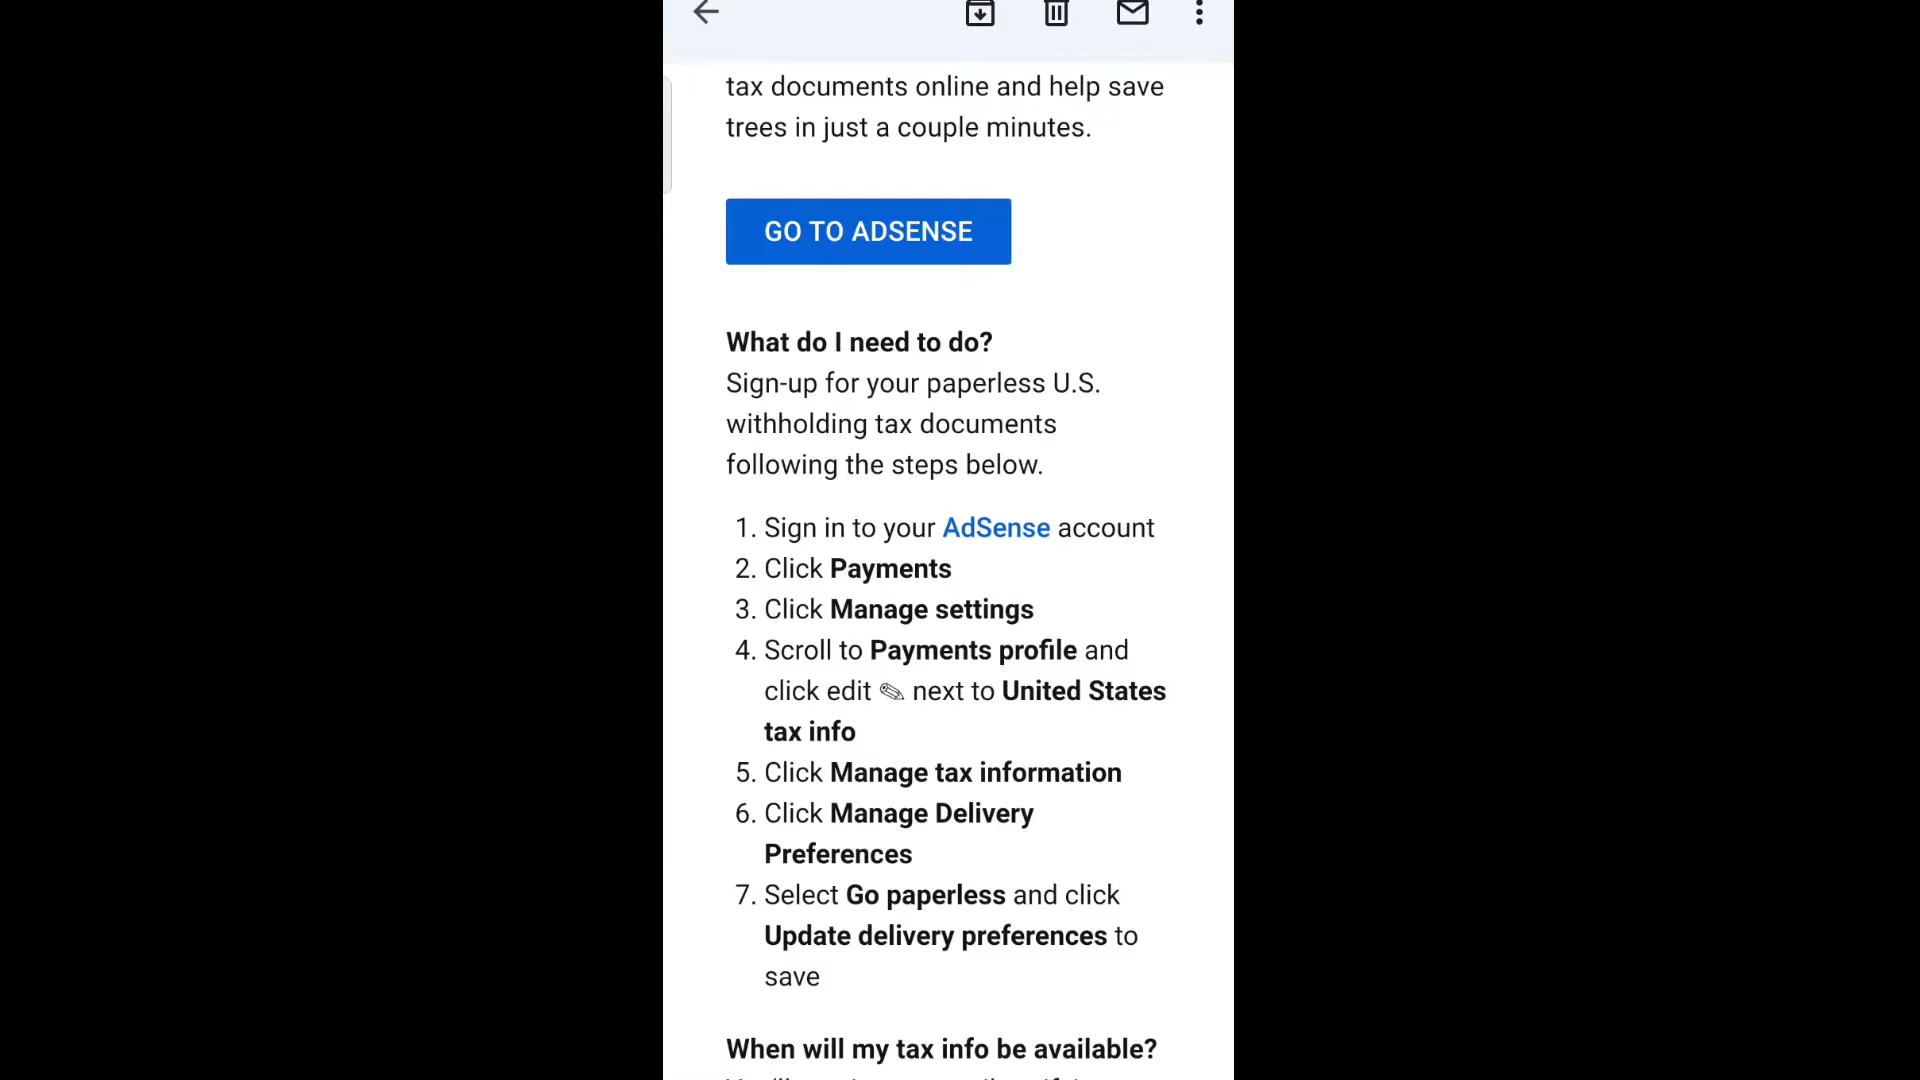 tax documents online and help save
trees in just a couple minutes.
GO TO ADSENSE
What do I need to do?
Sign-up for your paperless U.S.
withholding tax documents
following the steps below.
1. Sign in to your AdSense account
2. Click Payments
3. Click Manage settings
4. Scroll to Payments profile and
click edit ✎ next to United States
tax info
5. Click Manage tax information
6. Click Manage Delivery
Preferences
7. Select Go paperless and click
Update delivery preferences to
save
When will my tax info be available?